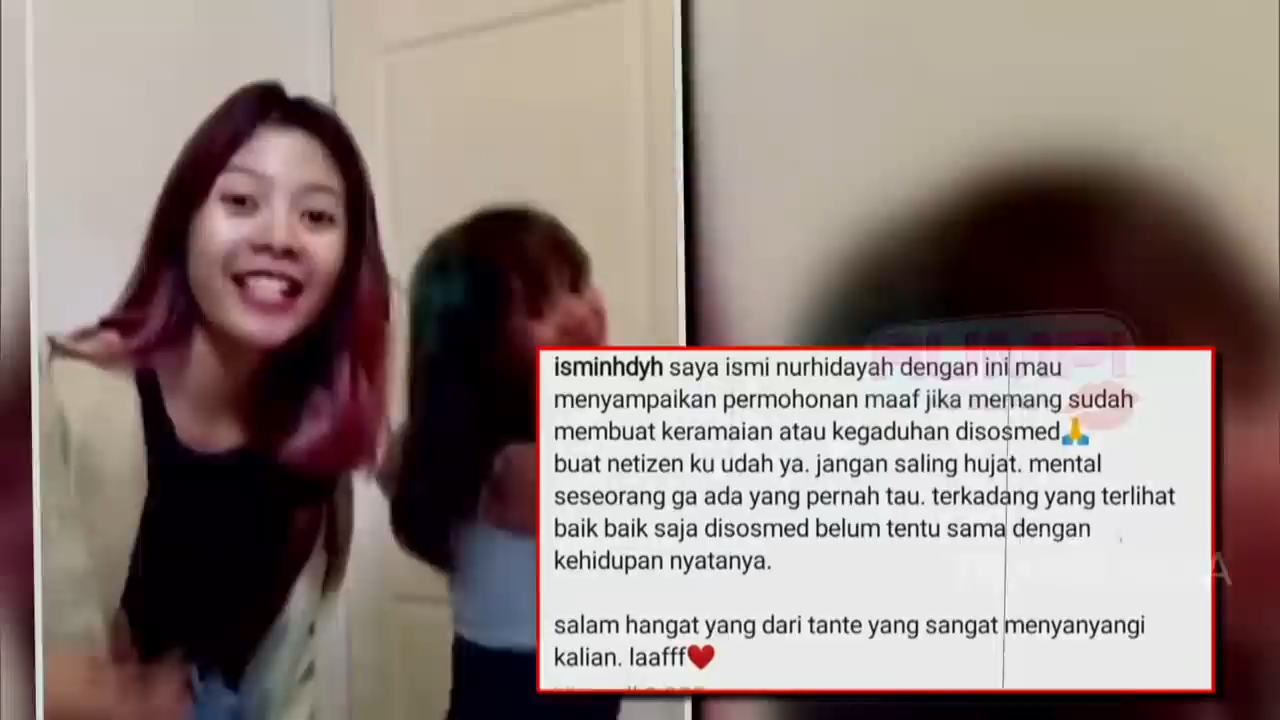 isminhdyh saya ismi nurhidayah dengan ini mau
menyampaikan permohonan maaf jika memang sudah
membuat keramaian atau kegaduhan disosmed🙏
buat netizen ku udah ya. jangan saling hujat. mental
seseorang ga ada yang pernah tau. terkadang yang terlihat
baik baik saja disosmed belum tentu sama dengan
kehidupan nyatanya.
salam hangat yang dari tante yang sangat menyanyangi
kalian. laafff❤️